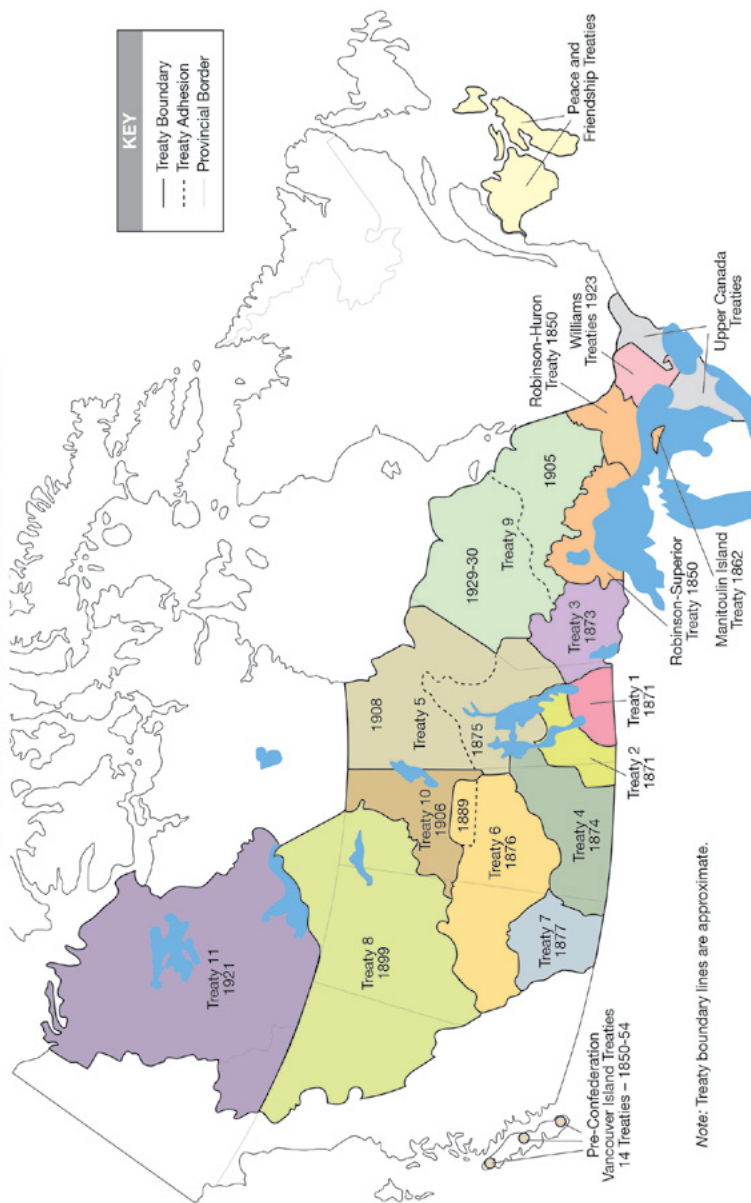 KEY
Treaty Boundary
Treaty Adhesion
Provincial Border
Treaty 11
1921
Treaty 8
1899
Treaty 10
1906
1908
Treaty 5
1875
1889
Treaty 6
1876
Treaty 7
1877
Treaty 4
1874
Treaty 2
1871
Treaty 1
1871
Treaty 3
1873
1929-30
Treaty 9
1905
Robinson-Superior
Treaty 1850
Manitoulin Island
Treaty 1862
Robinson-Huron
Treaty 1850
Williams
Treaties 1923
Upper Canada
Treaties
Peace and
Friendship Treaties
Pre-Confederation
Vancouver Island Treaties
14 Treaties – 1850-54
Note: Treaty boundary lines are approximate.